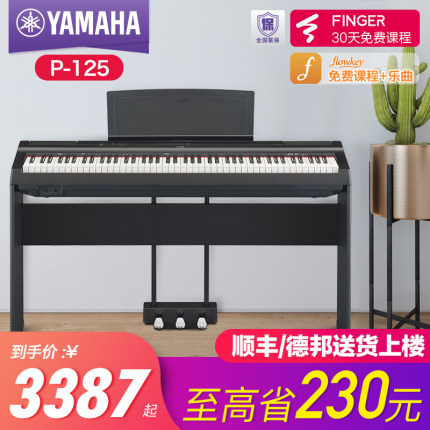 YAMAHA
P-125
保
全国联保
FINGER
30天免费课程
flowkey
免费课程+乐曲
到手价:¥
3387起
顺丰/德邦送货上楼
至高省230元